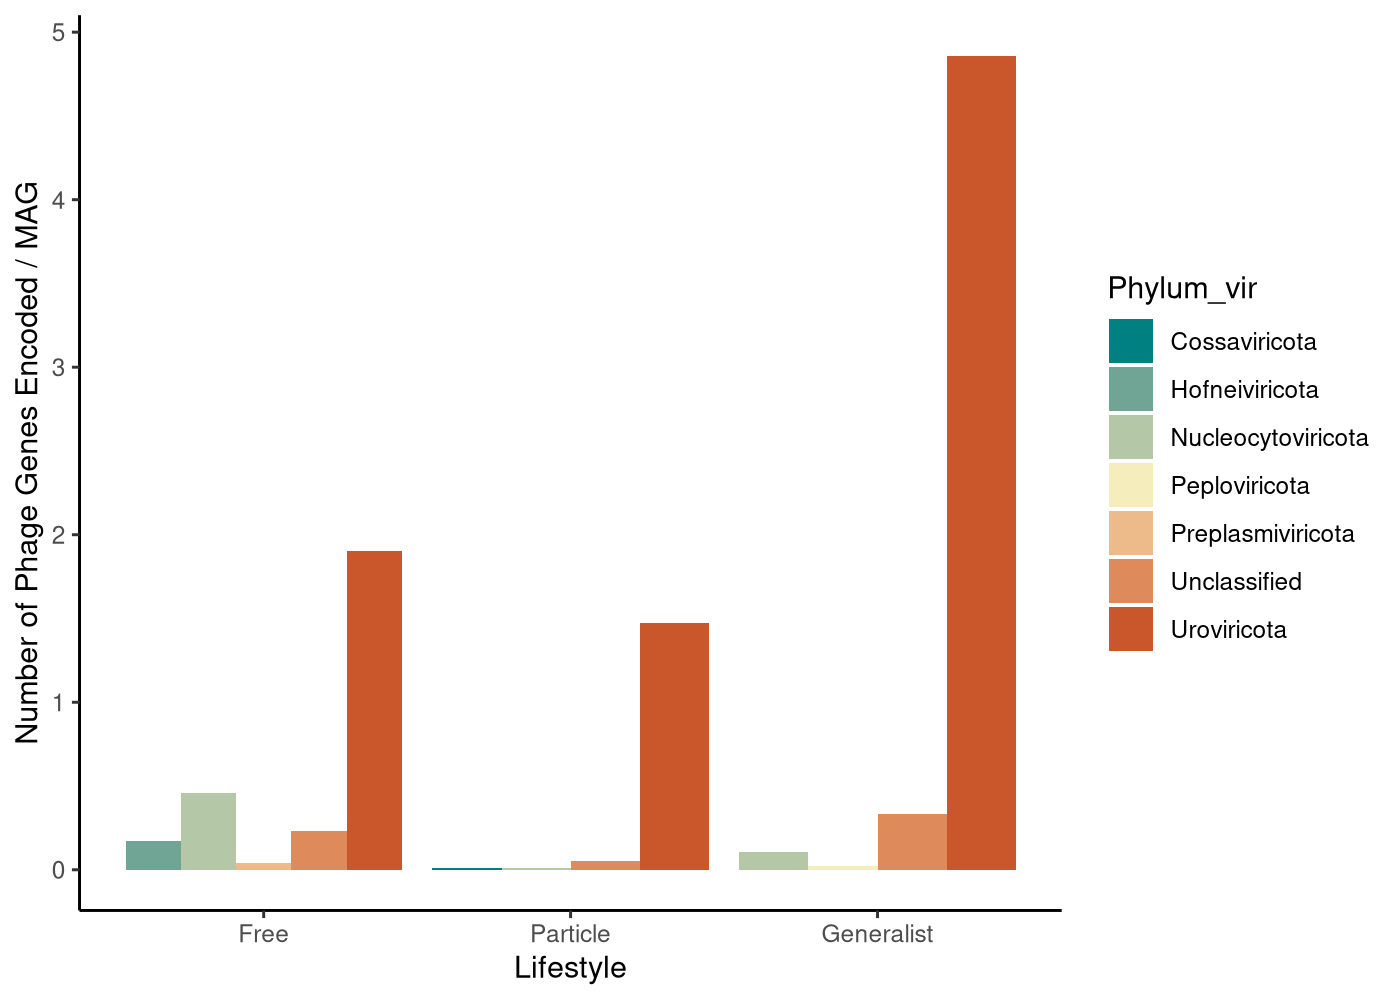 Number of Phage Genes Encoded / MAG
5
4
3
2
1
0
Free
Particle
Generalist
Lifestyle
Phylum_vir
Cossaviricota
Hofneiviricota
Nucleocytoviricota
Peploviricota
Preplasmiviricota
Unclassified
Uroviricota